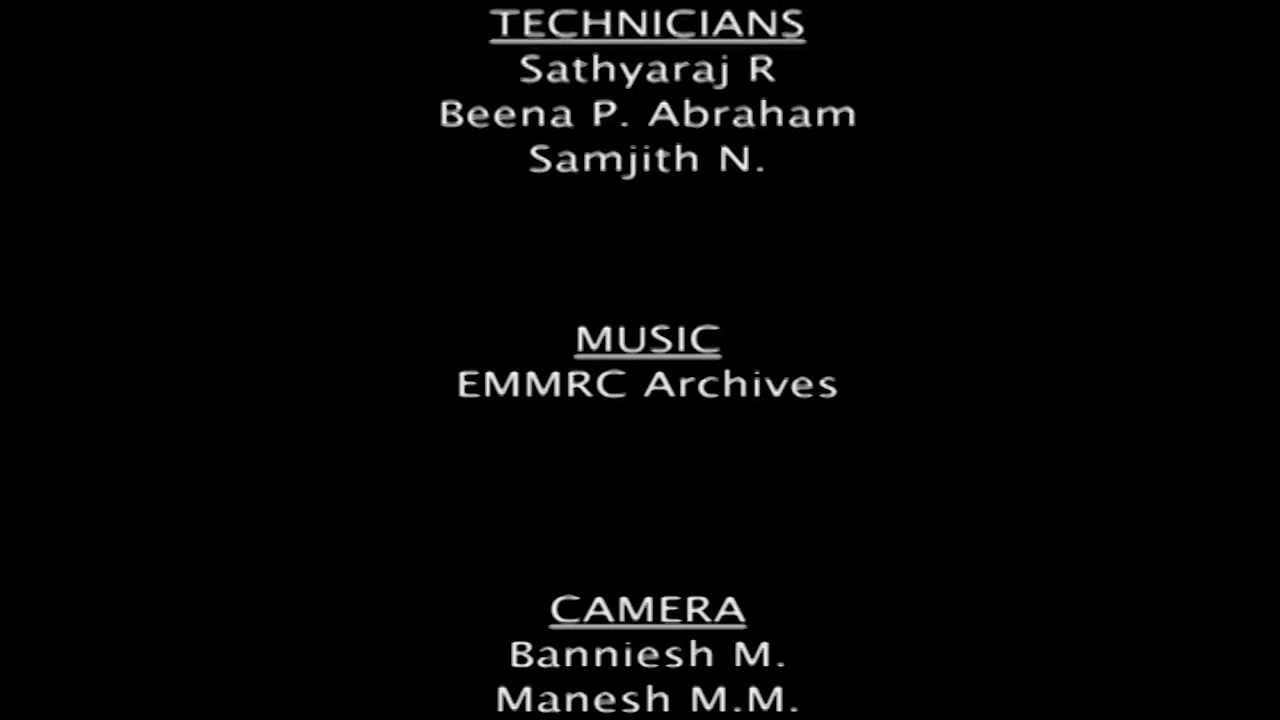 TECHNICIANS
Sathyaraj R
Beena P. Abraham
Samjith N.
MUSIC
EMMRC Archives
CAMERA
Banniesh M.
Manesh M.M.